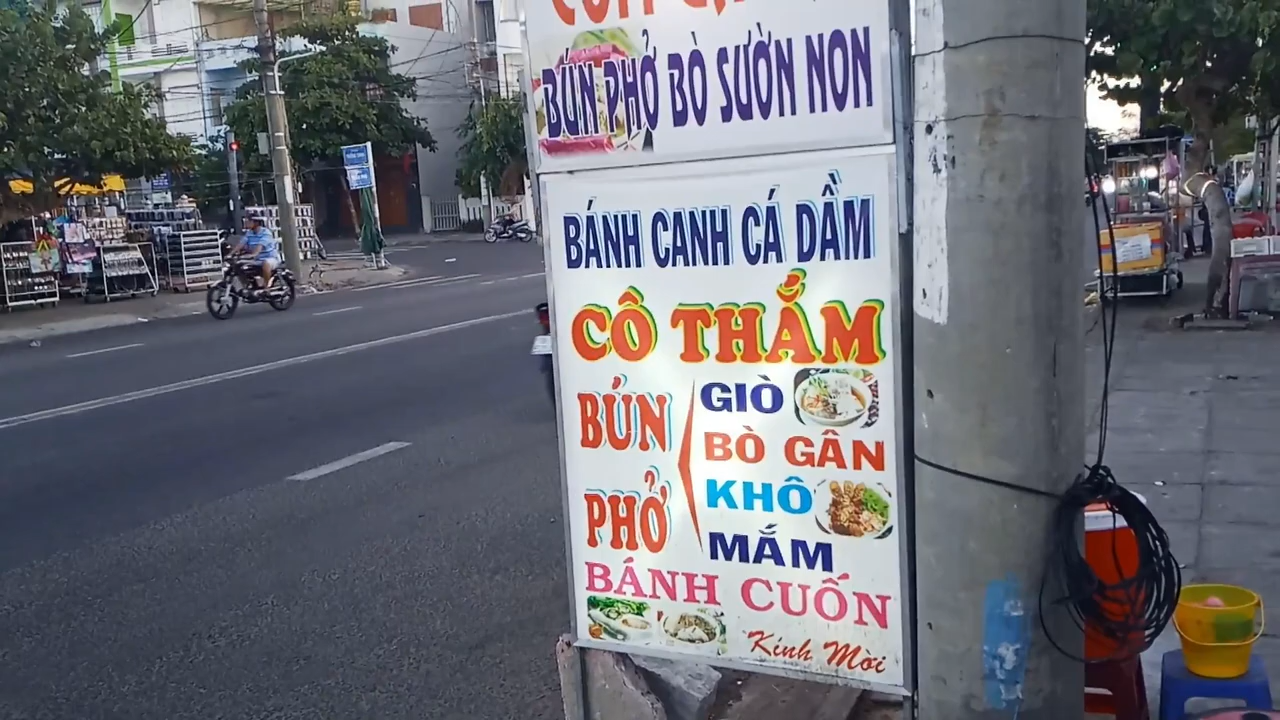 BÚN PHỞ BÒ SƯỜN NON
BÁNH CANH CÁ DẦM
CÔ THẮM
BÚN
PHỞ
GIÒ
BÒ GÂN
KHÔ
MẮM
BÁNH CUỐN
Kính Mời